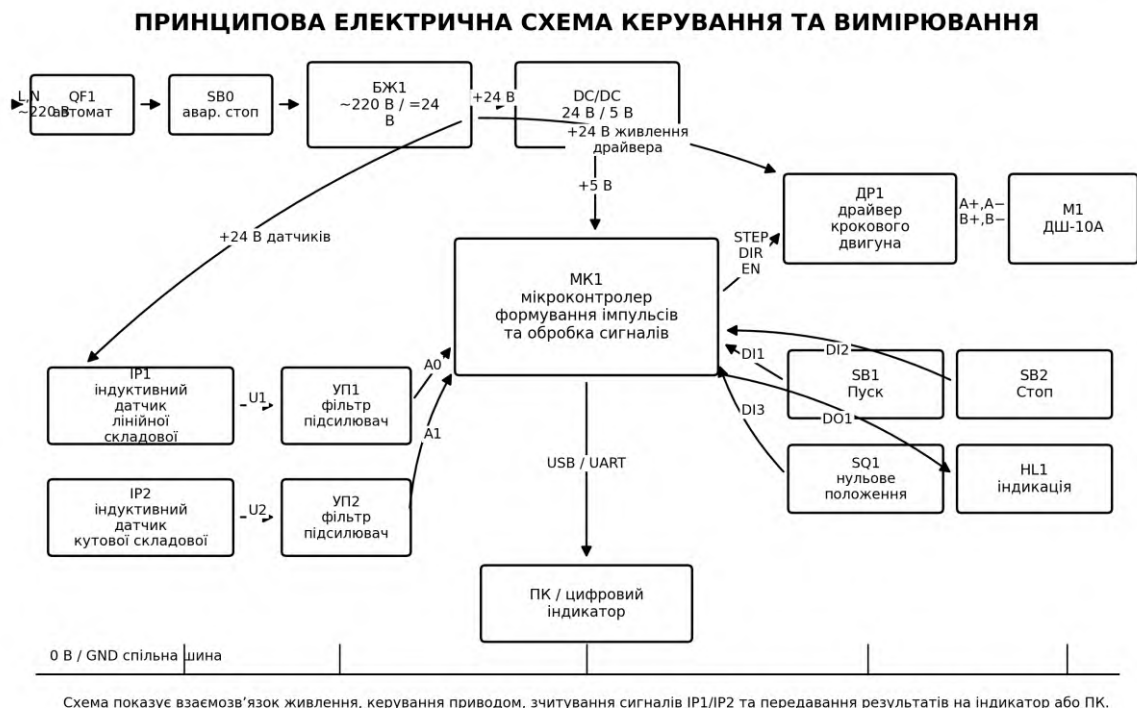 ПРИНЦИПОВА ЕЛЕКТРИЧНА СХЕМА КЕРУВАННЯ ТА ВИМІРЮВАННЯ
L,N
~220 В
QF1
автомат
SB0
авар. стоп
БЖ1
~220 В / =24
В
+24 В
DC/DC
24 В / 5 В
+24 В живлення
драйвера
+5 В
+24 В датчиків
ДР1
драйвер
крокового
двигуна
A+,A−
B+,B−
М1
ДШ-10А
STEP
DIR
EN
МК1
мікроконтролер
формування імпульсів
та обробка сигналів
ІР1
індуктивний
датчик
лінійної
складової
U1
УП1
фільтр
підсилювач
A0
A1
DI1
DI2
SB1
Пуск
SB2
Стоп
DI3
DO1
ІР2
індуктивний
датчик
кутової складової
U2
УП2
фільтр
підсилювач
USB / UART
SQ1
нульове
положення
HL1
індикація
ПК / цифровий
індикатор
0 В / GND спільна шина
Схема показує взаємозв’язок живлення, керування приводом, зчитування сигналів ІР1/ІР2 та передавання результатів на індикатор або ПК.